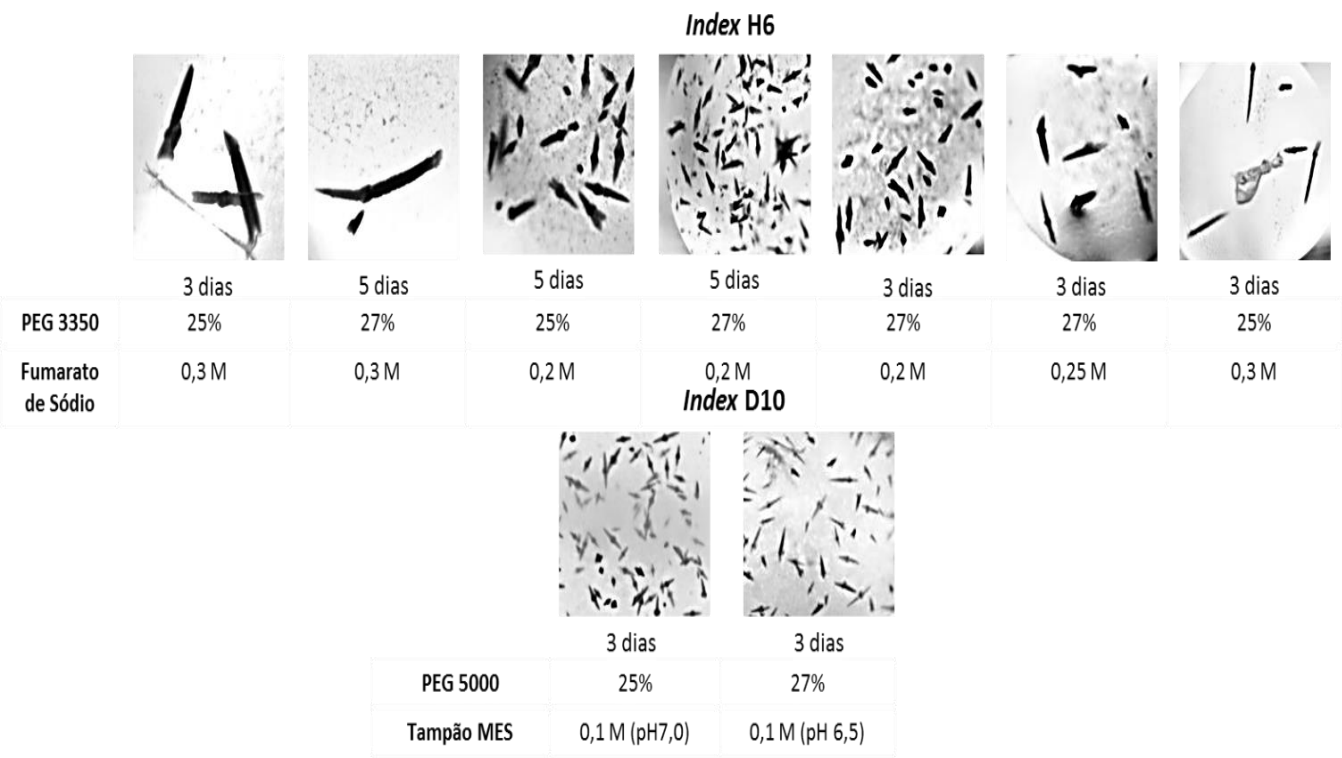 Index H6
3 dias 5 dias 5 dias 5 dias 3 dias 3 dias 3 dias
PEG 3350 25% 27% 25% 27% 27% 27% 25%
Fumarato de Sódio 0,3 M 0,3 M 0,2 M 0,2 M 0,2 M 0,25 M 0,3 M
Index D10
3 dias 3 dias
PEG 5000 25% 27%
Tampão MES 0,1 M (pH7,0) 0,1 M (pH 6,5)